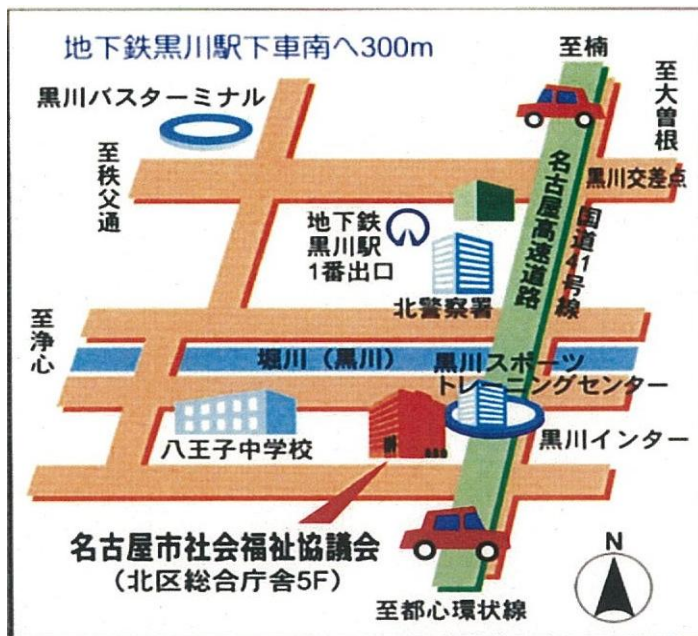 地下鉄黒川駅下車南へ300m
至楠
至大曽根
黒川バスターミナル
至秩父通
黒川交差点
名古屋高速道路
国道41号線
地下鉄
黒川駅
1番出口
北警察署
至浄心
堀川（黒川）
黒川スポーツ
トレーニングセンター
八王子中学校
黒川インター
名古屋市社会福祉協議会
（北区総合庁舎5F）
N
至都心環状線